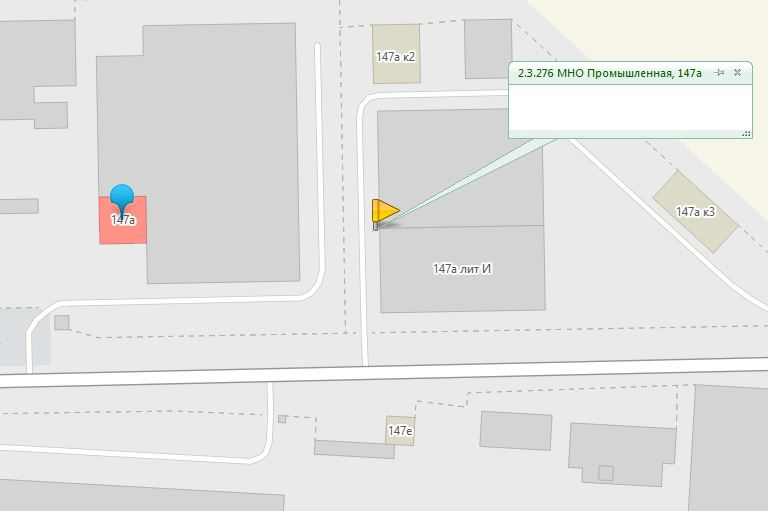 147а к2
2.3.276 МНО Промышленная, 147а
147а
147а к3
147а лит И
147е